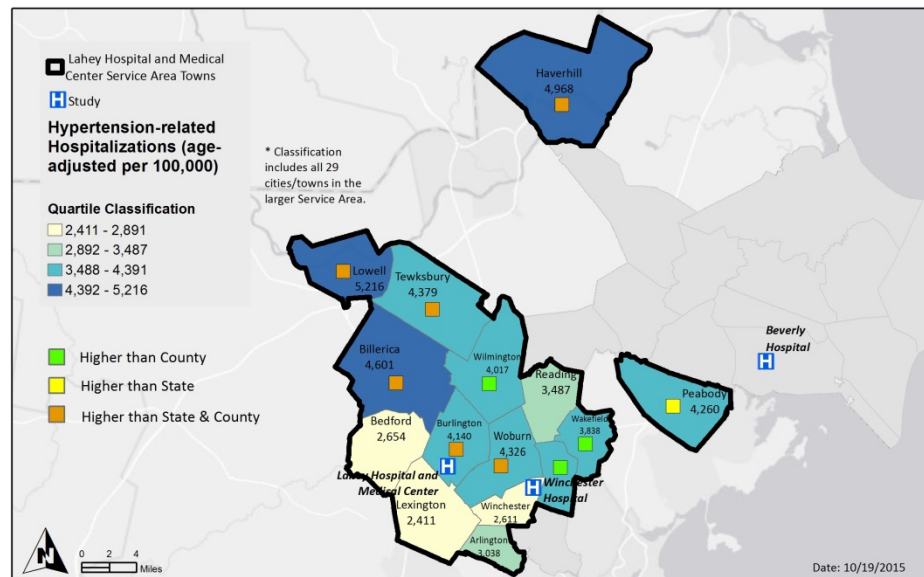 Lahey Hospital and Medical
Center Service Area Towns
H Study
Hypertension-related
Hospitalizations (age-
adjusted per 100,000)
* Classification
includes all 29
cities/towns in the
larger Service Area.
Quartile Classification
2,411 - 2,891
2,892 - 3,487
3,488 - 4,391
4,392 - 5,216
Higher than County
Higher than State
Higher than State & County
Haverhill
4,968
Lowell
5,216
Tewksbury
4,379
Billerica
4,601
Wilmington
4,017
Reading
3,487
Beverly
Hospital
H
Peabody
4,260
Bedford
2,654
Burlington
4,140
Woburn
4,326
Wakefield
3,838
H
Lahey Hospital and
Medical Center
H
Winchester
Hospital
Lexington
2,411
Winchester
2,611
Arlington
3,038
N
0 2 4
Miles
Date: 10/19/2015